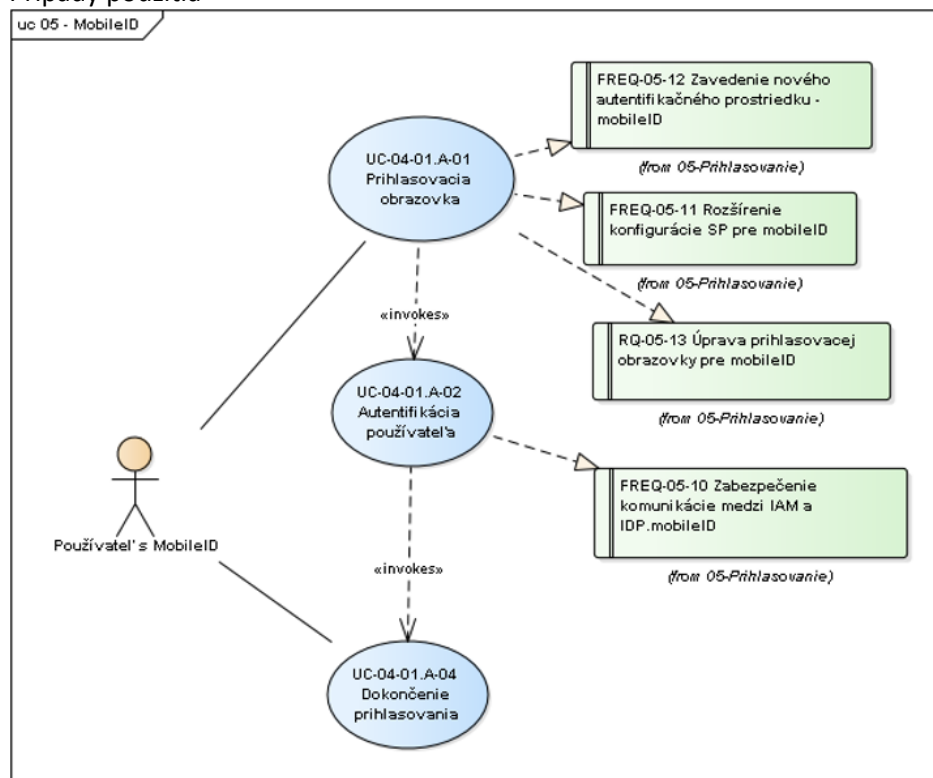 Prípady použitia
uc 05 - MobileID
FREQ-05-12 Zavedenie nového
autentifikačného prostriedku -
mobileID
(from 05-Prihlasovanie)
UC-04-01.A-01
Prihlasovacia
obrazovka
FREQ-05-11 Rozšírenie
konfigurácie SP pre mobileID
(from 05-Prihlasovanie)
«invokes»
RQ-05-13 Úprava prihlasovacej
obrazovky pre mobileID
(from 05-Prihlasovanie)
UC-04-01.A-02
Autentifikácia
používateľa
FREQ-05-10 Zabezpečenie
komunikácie medzi IAM a
IDP.mobileID
(from 05-Prihlasovanie)
Používateľ s MobileID
«invokes»
UC-04-01.A-04
Dokončenie
prihlasovania